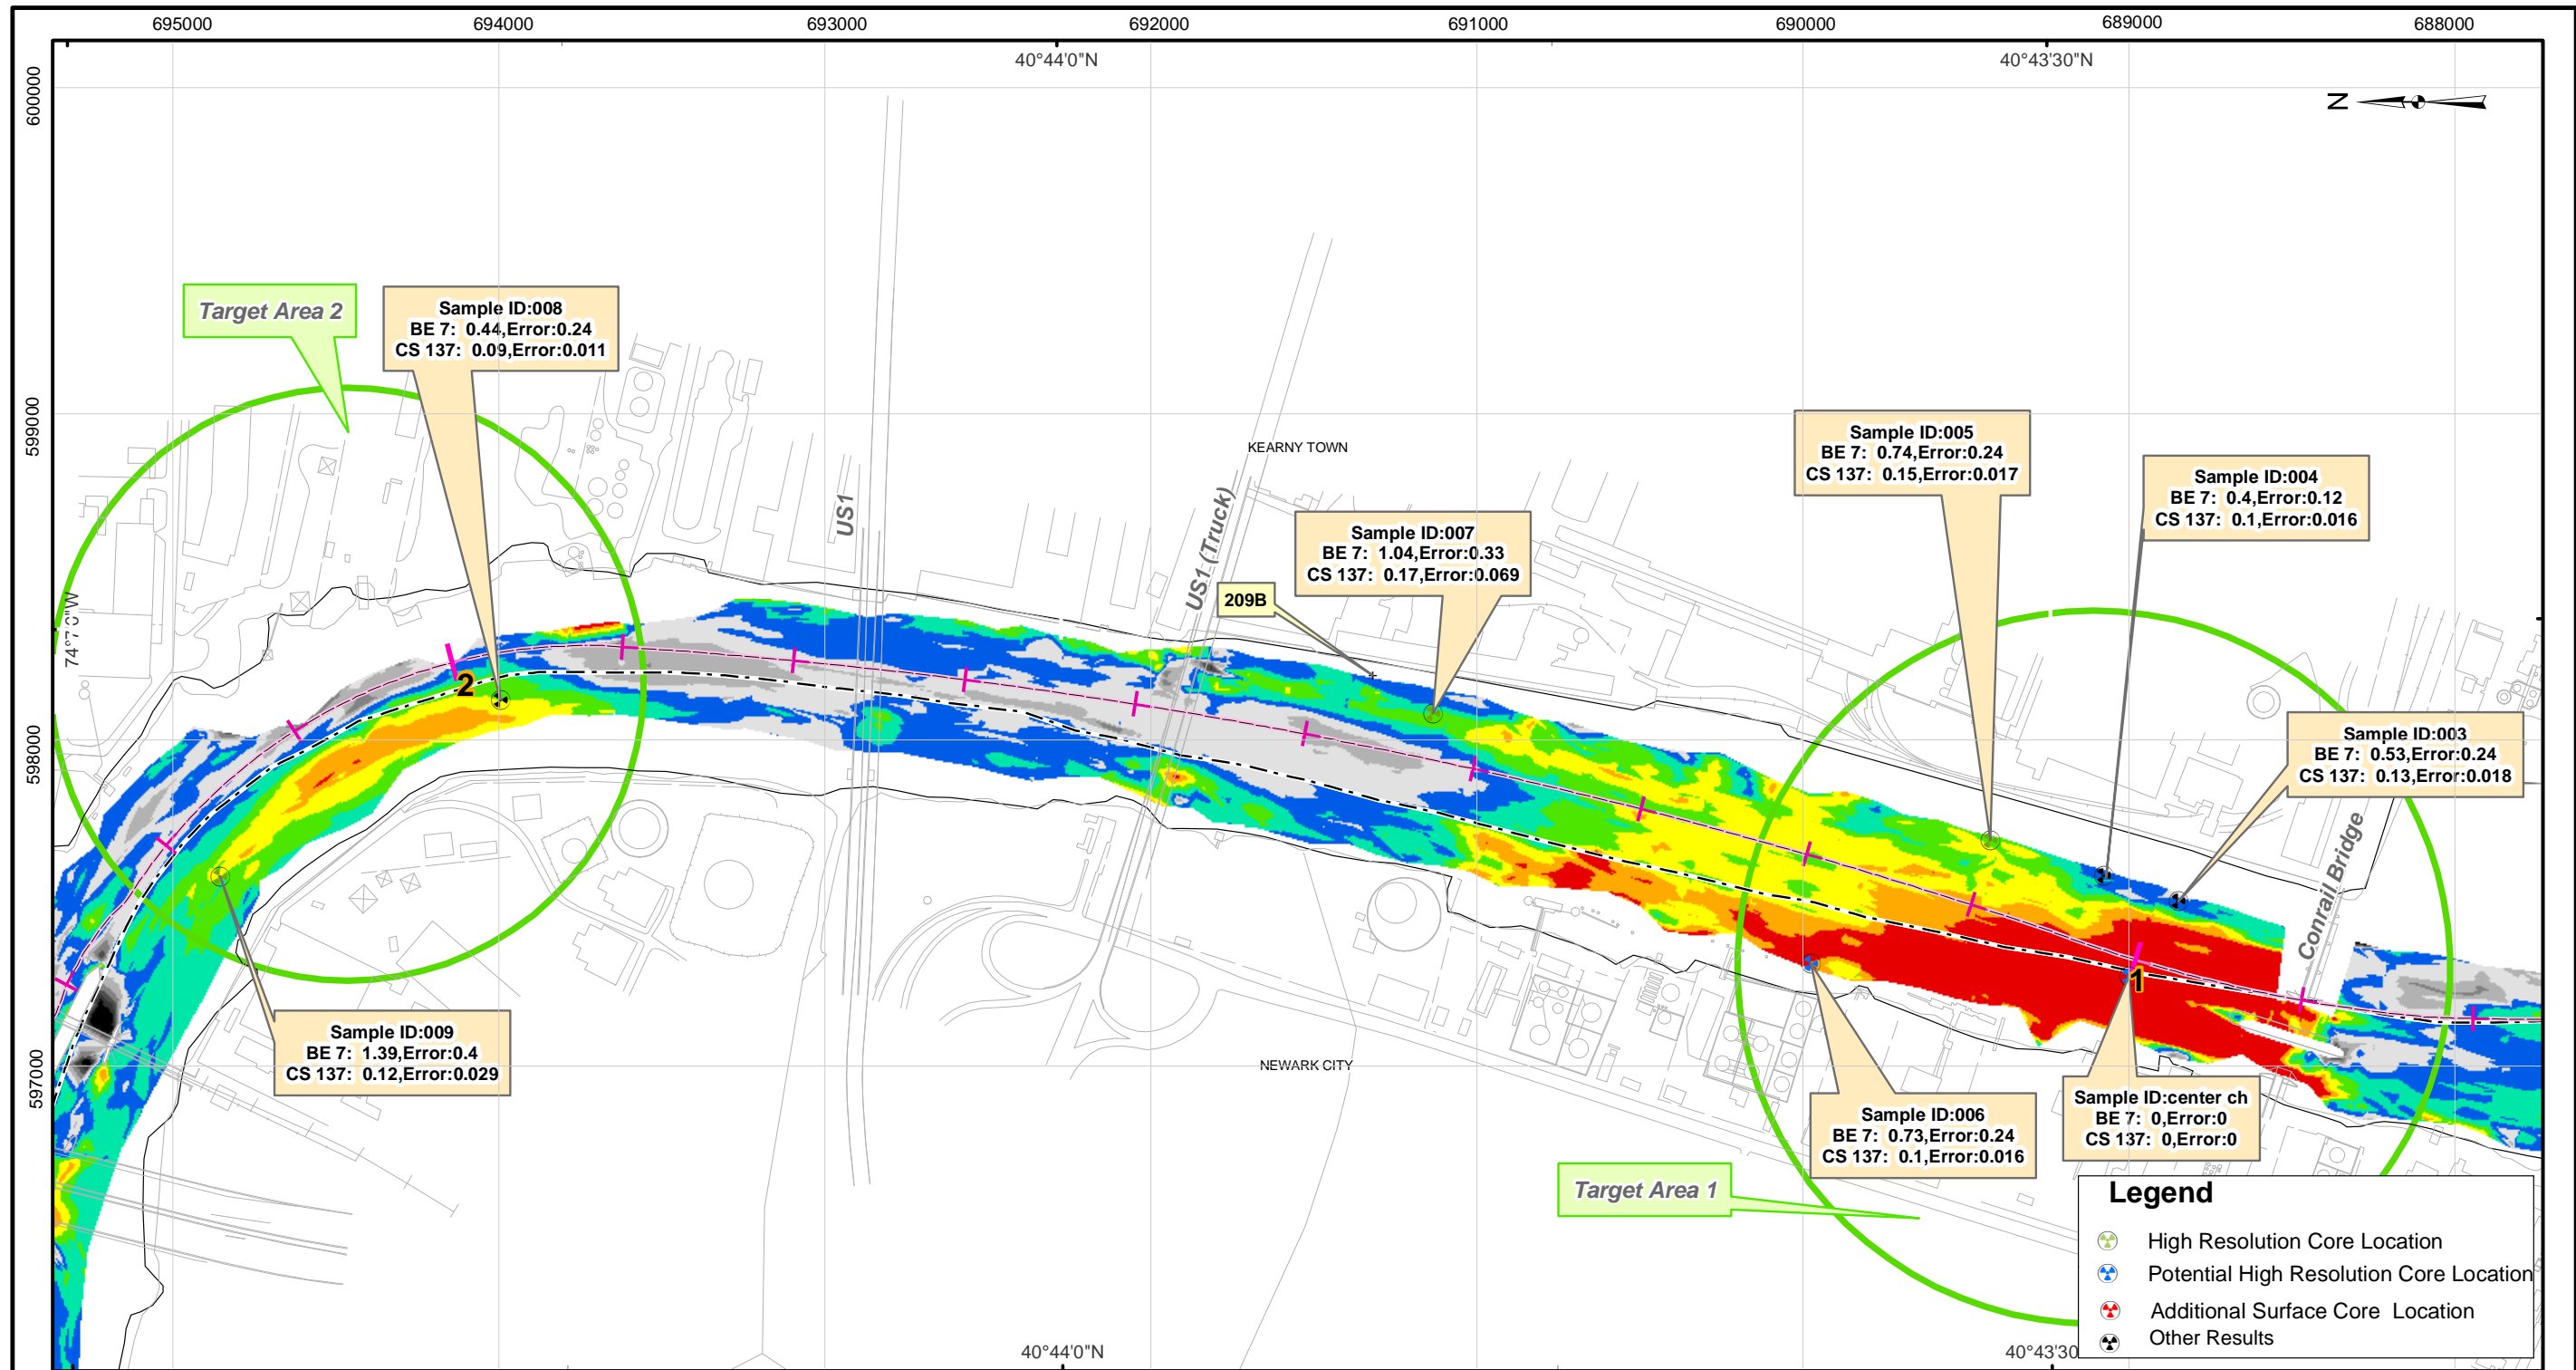 695000 694000 693000 692000 691000 690000 689000 688000
40°44'0"N 40°43'30"N
600000
N
Target Area 2
Sample ID:008
BE 7: 0.44,Error:0.24
CS 137: 0.09,Error:0.011
599000
Sample ID:005
BE 7: 0.74,Error:0.24
CS 137: 0.15,Error:0.017
KEARNY TOWN
Sample ID:004
BE 7: 0.4,Error:0.12
CS 137: 0.1,Error:0.016
US1
US1 (Truck)
Sample ID:007
BE 7: 1.04,Error:0.33
CS 137: 0.17,Error:0.069
209B
74°7'0"W
2
598000
Sample ID:003
BE 7: 0.53,Error:0.24
CS 137: 0.13,Error:0.018
Conrail Bridge
1
Sample ID:009
BE 7: 1.39,Error:0.4
CS 137: 0.12,Error:0.029
597000
NEWARK CITY
Sample ID:center ch
BE 7: 0,Error:0
CS 137: 0,Error:0
Sample ID:006
BE 7: 0.73,Error:0.24
CS 137: 0.1,Error:0.016
Target Area 1
Legend
High Resolution Core Location
Potential High Resolution Core Location
Additional Surface Core Location
Other Results
40°44'0"N 40°43'30